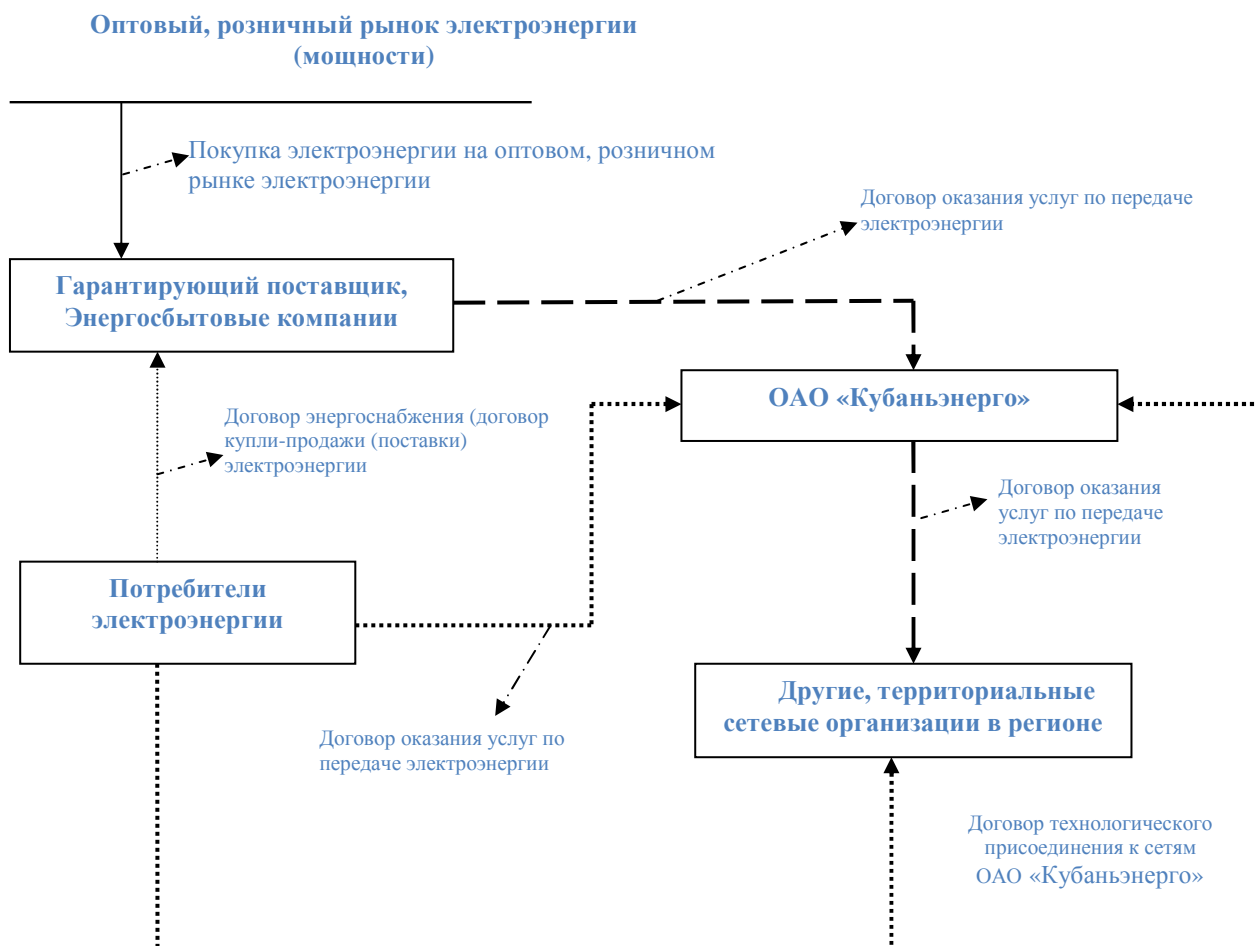 Оптовый, розничный рынок электроэнергии
(мощности)
Покупка электроэнергии на оптовом, розничном
рынке электроэнергии
Договор оказания услуг по передаче
электроэнергии
Гарантирующий поставщик,
Энергосбытовые компании
ОАО «Кубаньэнерго»
Договор энергоснабжения (договор
купли-продажи (поставки)
электроэнергии
Договор оказания
услуг по передаче
электроэнергии
Потребители
электроэнергии
Другие, территориальные
сетевые организации в регионе
Договор оказания услуг по
передаче электроэнергии
Договор технологического
присоединения к сетям
ОАО «Кубаньэнерго»